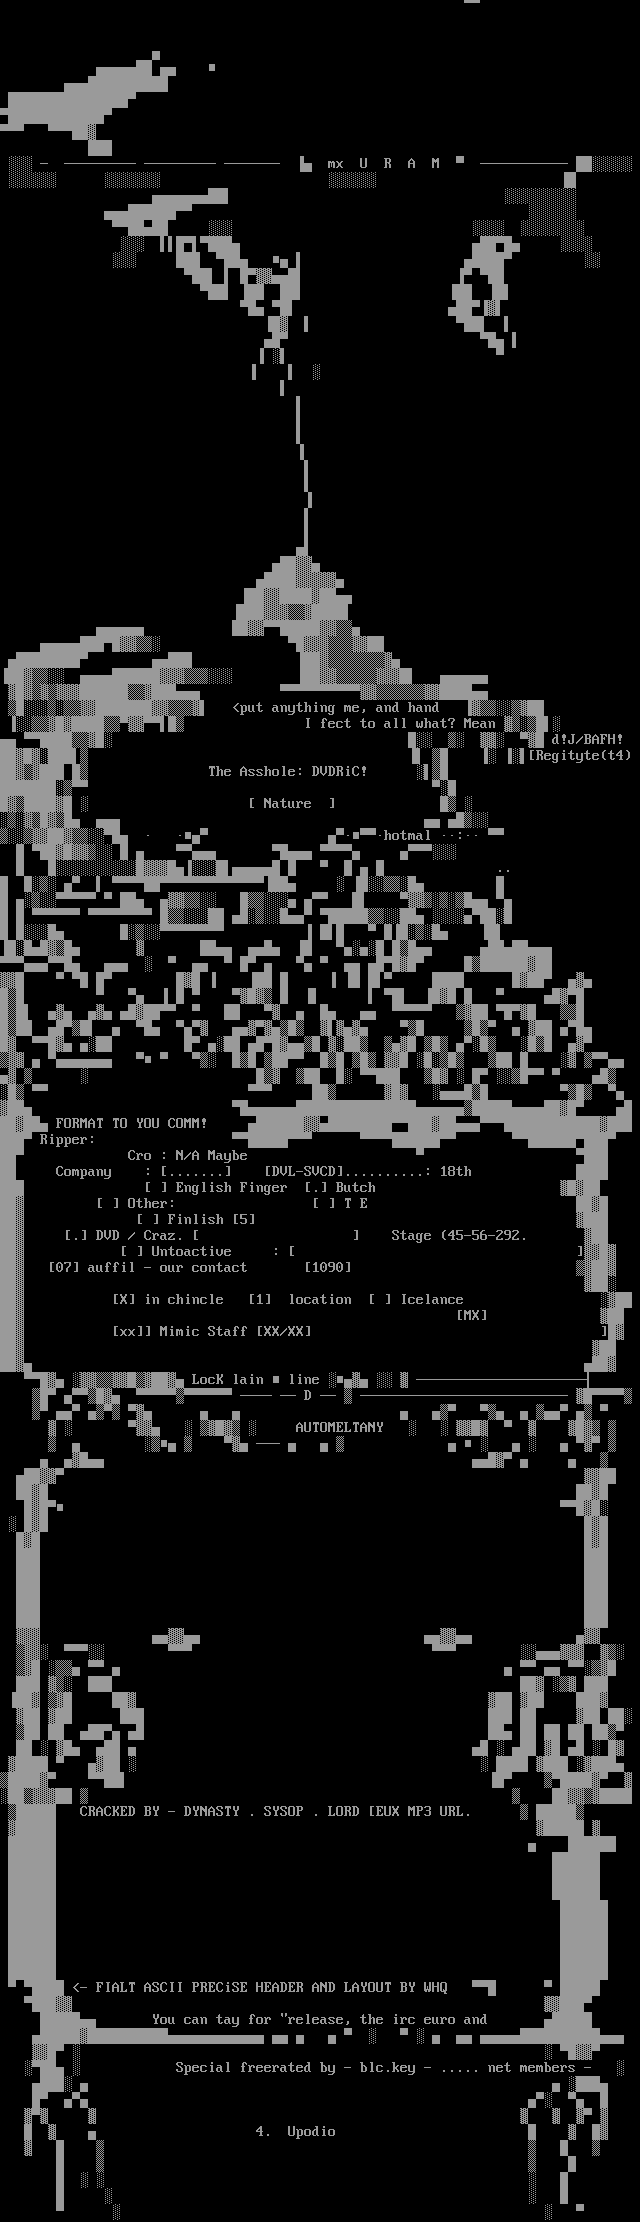 mx U R A M
<put anything me, and hand
I fect to all what? Mean
d!J/BAFH!
[Regityte(t4)
The Asshole: DVDRiC!
[ Nature  ]
hotmal
FORMAT TO YOU COMM!
Ripper:
Cro : N/A Maybe
Company    : [.......]    [DVL-SVCD]..........: 18th
[ ] English Finger  [.] Butch
[ ] Other:                 [ ] T E
[ ] Finlish [5]
[.] DVD / Craz. [                   ]    Stage (45-56-292.
[ ] Untoactive     : [                                   ]
[07] auffil - our contact       [1090]
[X] in chincle   [1]  location  [ ] Icelance
[MX]
[xx]] Mimic Staff [XX/XX]                                    ]
LocK lain ▪ line
D
AUTOMELTANY
CRACKED BY - DYNASTY . SYSOP . LORD [EUX MP3 URL.
<- FIALT ASCII PRECiSE HEADER AND LAYOUT BY WHQ
You can tay for "release, the irc euro and
Special freerated by - blc.key - ..... net members -
4.  Upodio